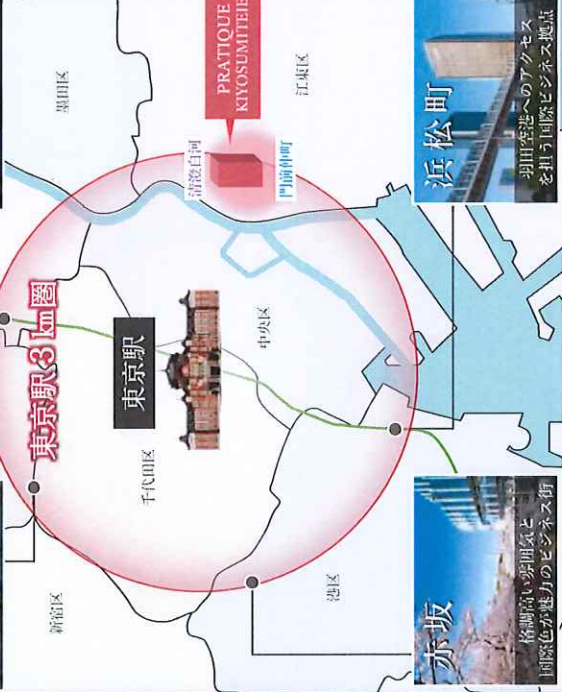 墨田区
東京駅3km圏
PRATIQUE
KIYOSUMITEIEN
清澄白河
江東区
東京駅
門前仲町
新宿区
千代田区
中央区
港区
赤坂
格調高い雰囲気と
国際色が魅力のビジネス街
浜松町
羽田空港へのアクセス
を担う国際ビジネス拠点